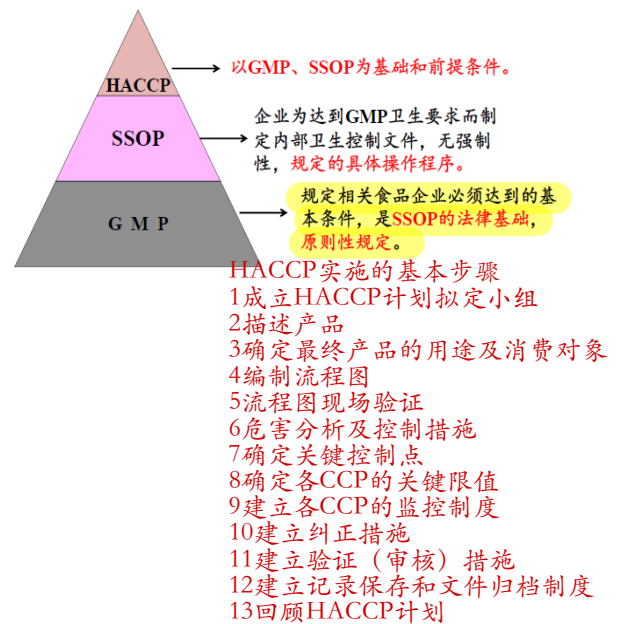 HACCP
以GMP、SSOP为基础和前提条件。
SSOP
企业为达到GMP卫生要求而制
定内部卫生控制文件，无强制
性，规定的具体操作程序。
G M P
规定相关食品企业必须达到的基
本条件，是SSOP的法律基础，
原则性规定。
HACCP实施的基本步骤
1成立HACCP计划拟定小组
2描述产品
3确定最终产品的用途及消费对象
4编制流程图
5流程图现场验证
6危害分析及控制措施
7确定关键控制点
8确定各CCP的关键限值
9建立各CCP的监控制度
10建立纠正措施
11建立验证（审核）措施
12建立记录保存和文件归档制度
13回顾HACCP计划